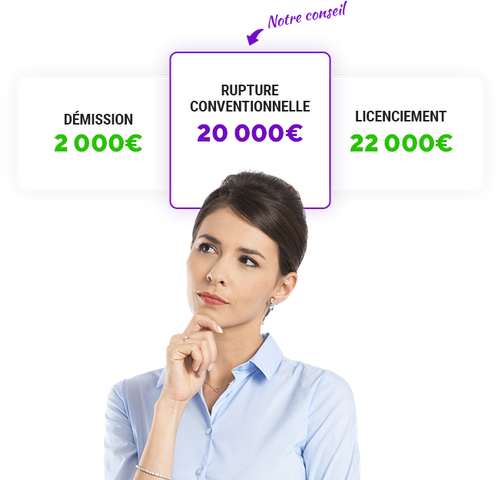 Notre conseil
DÉMISSION
2 000€
RUPTURE
CONVENTIONNELLE
20 000€
LICENCIEMENT
22 000€